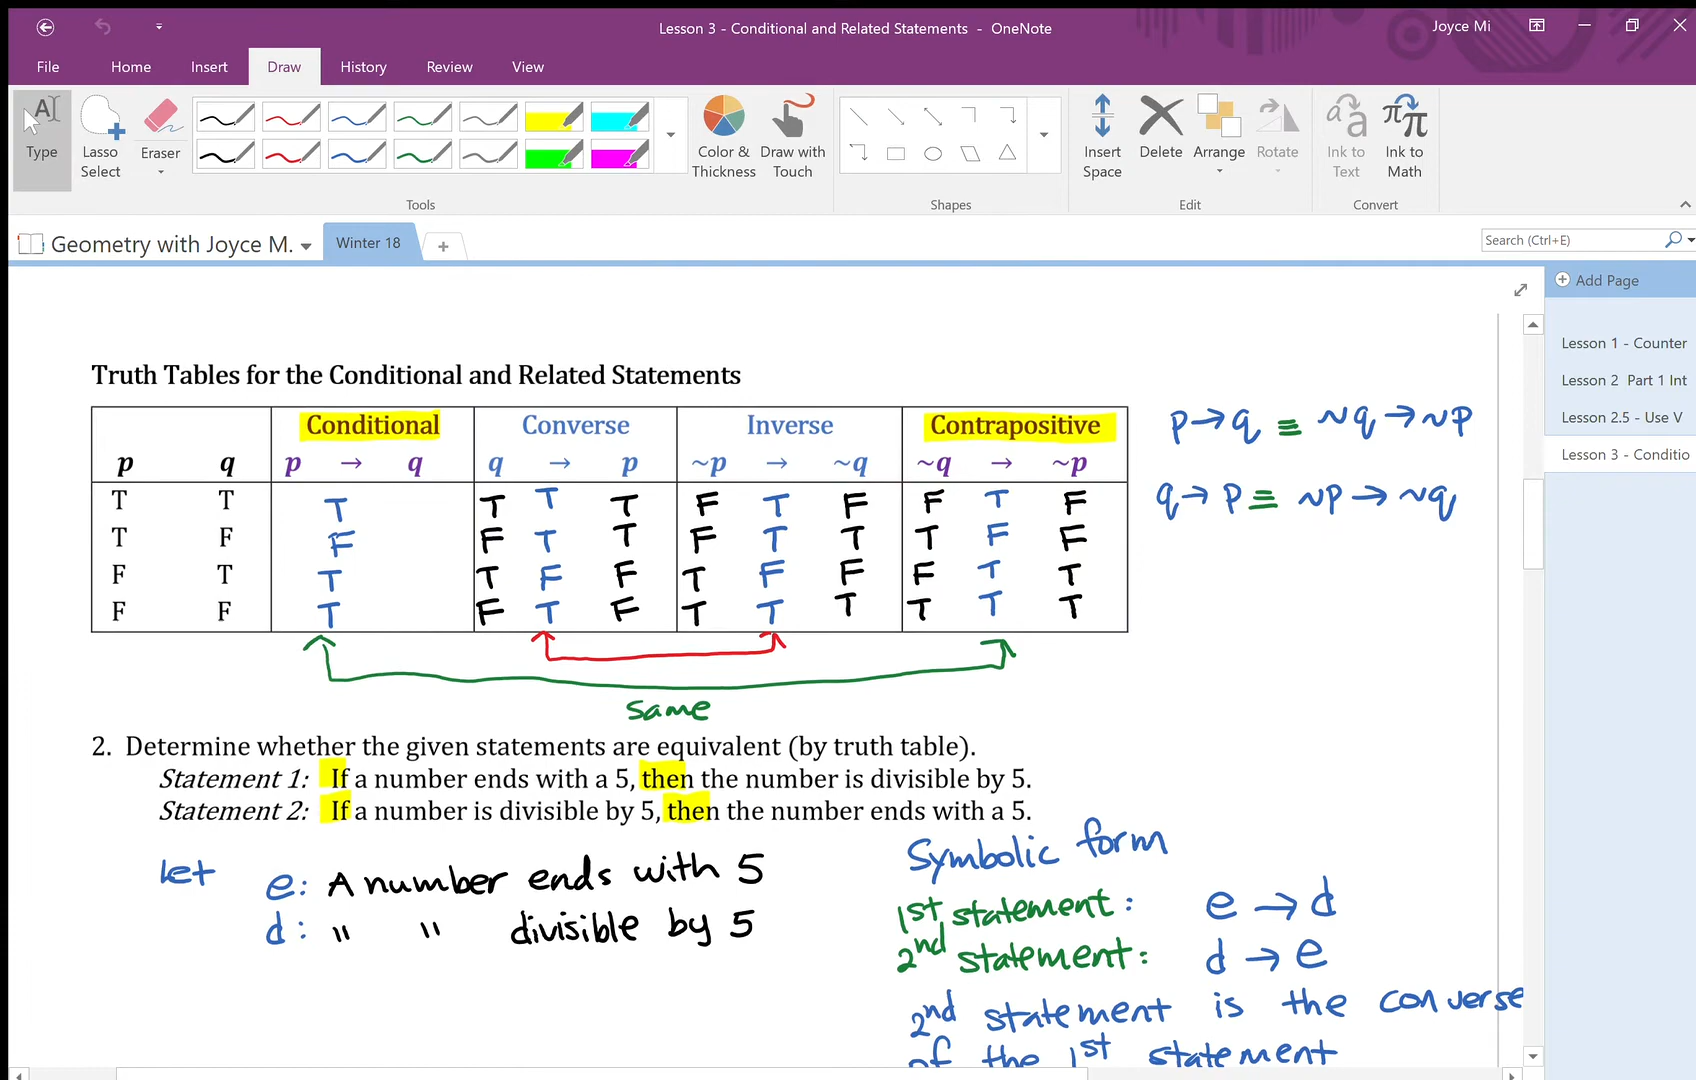 Lesson 3 - Conditional and Related Statements - OneNote
Joyce Mi
File Home Insert Draw History Review View
Type
Lasso Select
Eraser
Color & Thickness
Draw with Touch
Insert Space
Delete
Arrange
Rotate
Ink to Text
Ink to Math
Tools
Shapes
Edit
Convert
Geometry with Joyce M.
Winter 18
Search (Ctrl+E)
Add Page
Lesson 1 - Counter
Lesson 2 Part 1 Int
Lesson 2.5 - Use V
Lesson 3 - Conditio
Truth Tables for the Conditional and Related Statements
Conditional Converse Inverse Contrapositive
p q p → q q → p ~p → ~q ~q → ~p
T T T T T T F T F F T F
T F F F T T F T T T F F
F T T T F F T F F F T T
F F T F T F T T T T T T
p → q ≡ ~q → ~p
q → p ≡ ~p → ~q
same
2. Determine whether the given statements are equivalent (by truth table).
Statement 1: If a number ends with a 5, then the number is divisible by 5.
Statement 2: If a number is divisible by 5, then the number ends with a 5.
Let e: A number ends with 5
d: " " divisible by 5
Symbolic form
1st statement: e → d
2nd statement: d → e
2nd statement is the converse
of the 1st statement